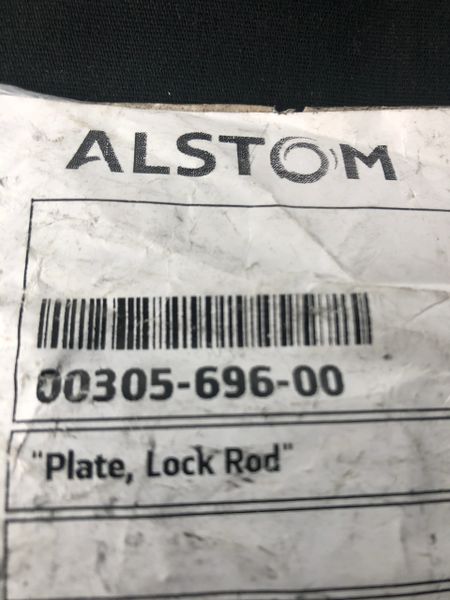 ALSTOM
00305-696-00
"Plate, Lock Rod"